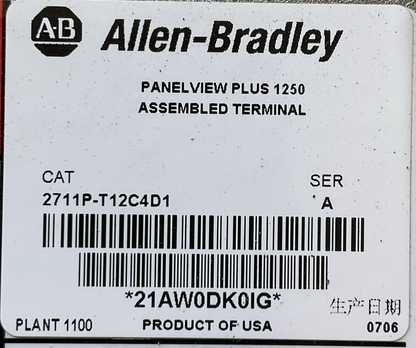 AB Allen-Bradley
PANELVIEW PLUS 1250
ASSEMBLED TERMINAL
CAT SER
2711P-T12C4D1 A
*21AW0DK0IG*
生产日期
PLANT 1100 PRODUCT OF USA 0706